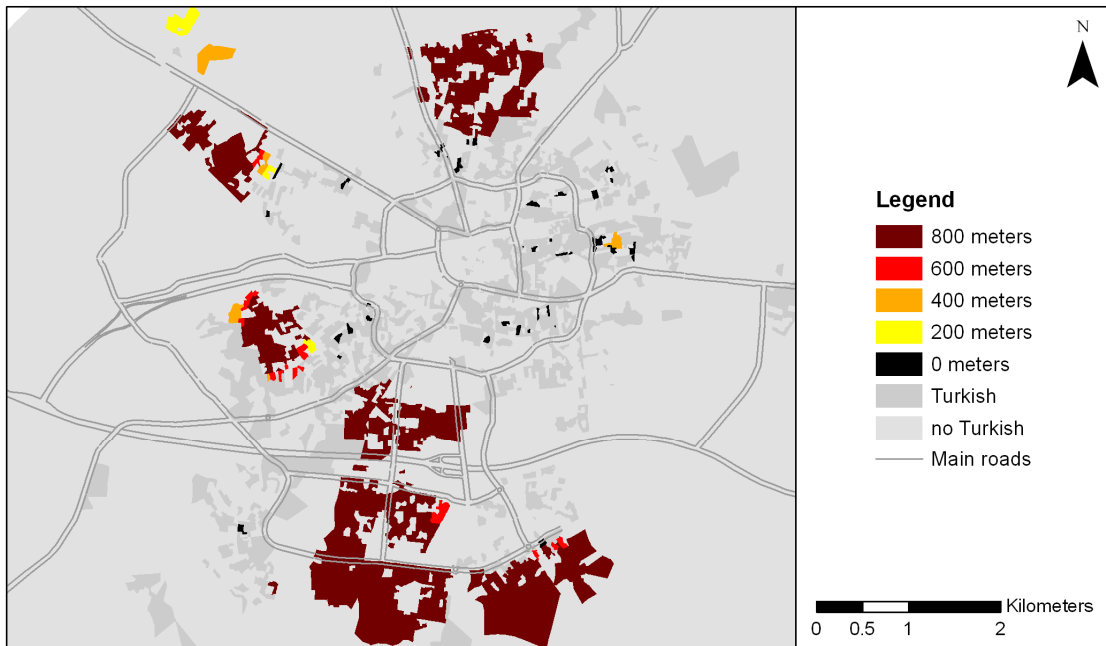 N
Legend
800 meters
600 meters
400 meters
200 meters
0 meters
Turkish
no Turkish
Main roads
Kilometers
0 0.5 1 2